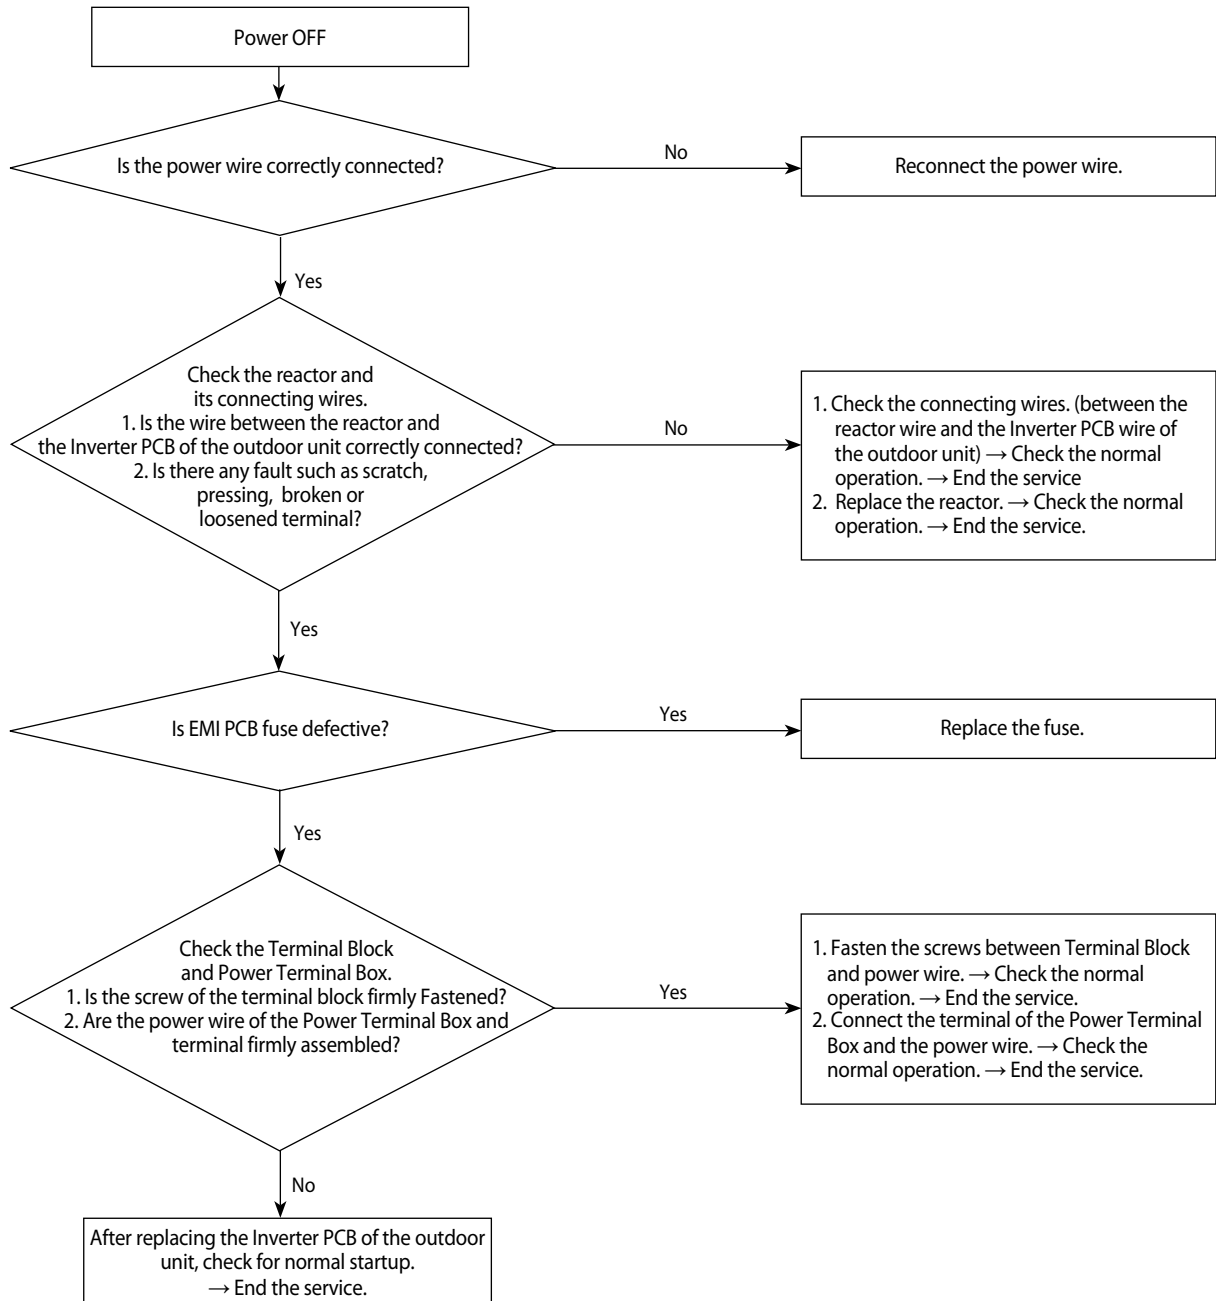 Power OFF
Is the power wire correctly connected?
No
Reconnect the power wire.
Yes
Check the reactor and
its connecting wires.
1. Is the wire between the reactor and
the Inverter PCB of the outdoor unit correctly connected?
2. Is there any fault such as scratch,
pressing, broken or
loosened terminal?
No
1. Check the connecting wires. (between the
reactor wire and the Inverter PCB wire of
the outdoor unit) → Check the normal
operation. → End the service
2. Replace the reactor. → Check the normal
operation. → End the service.
Yes
Is EMI PCB fuse defective?
Yes
Replace the fuse.
Yes
Check the Terminal Block
and Power Terminal Box.
1. Is the screw of the terminal block firmly Fastened?
2. Are the power wire of the Power Terminal Box and
terminal firmly assembled?
Yes
1. Fasten the screws between Terminal Block
and power wire. → Check the normal
operation. → End the service.
2. Connect the terminal of the Power Terminal
Box and the power wire. → Check the
normal operation. → End the service.
No
After replacing the Inverter PCB of the outdoor
unit, check for normal startup.
→ End the service.